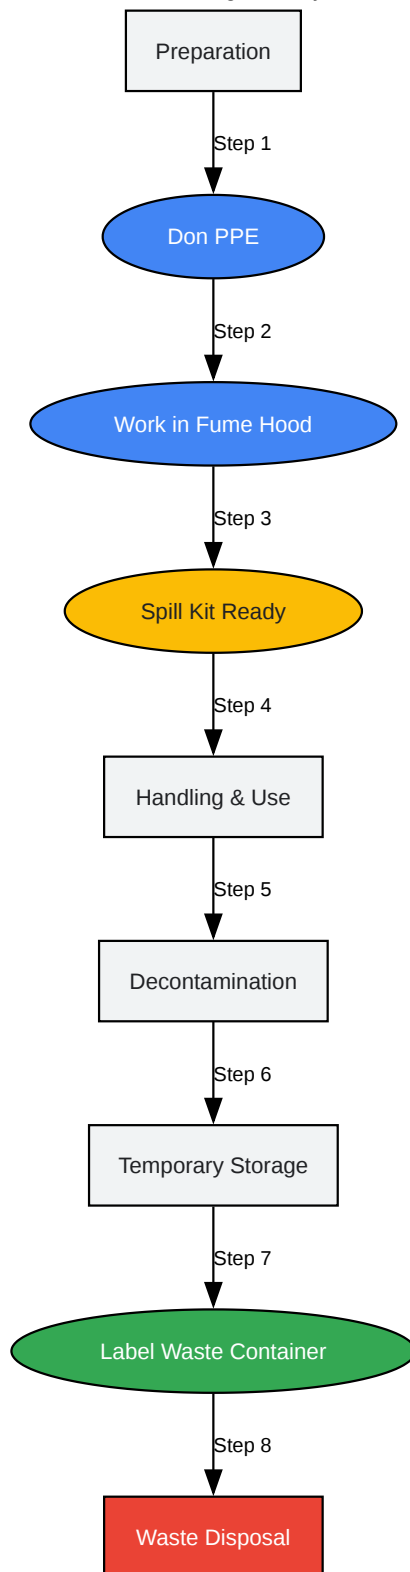 Preparation
Step 1
Don PPE
Step 2
Work in Fume Hood
Step 3
Spill Kit Ready
Step 4
Handling & Use
Step 5
Decontamination
Step 6
Temporary Storage
Step 7
Label Waste Container
Step 8
Waste Disposal